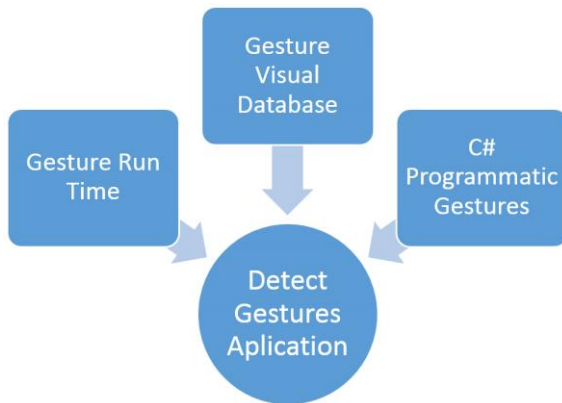 Gesture
Visual
Database
Gesture Run
Time
C#
Programmatic
Gestures
Detect
Gestures
Aplication